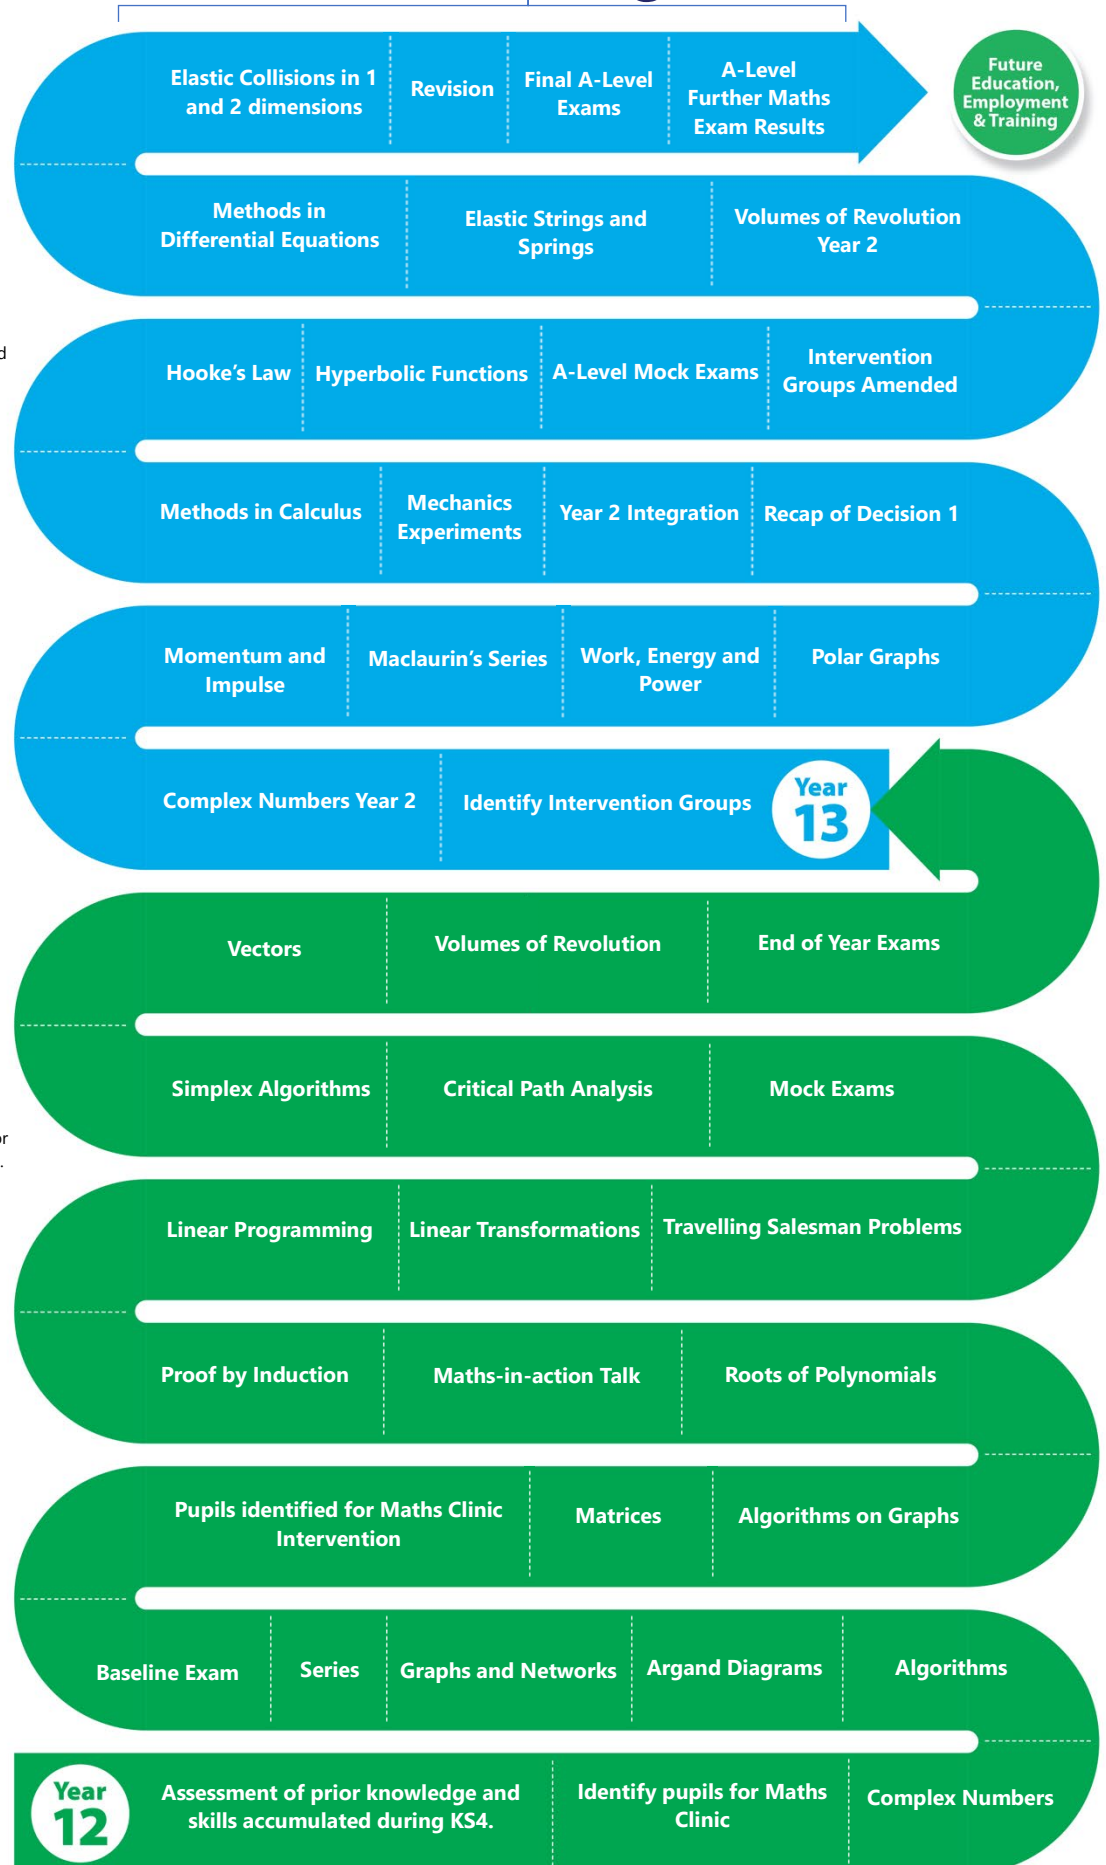 Elastic Collisions in 1
and 2 dimensions
Revision
Final A-Level
Exams
A-Level
Further Maths
Exam Results
Future
Education,
Employment
& Training
Methods in
Differential Equations
Elastic Strings and
Springs
Volumes of Revolution
Year 2
Hooke's Law
Hyperbolic Functions
A-Level Mock Exams
Intervention
Groups Amended
Methods in Calculus
Mechanics
Experiments
Year 2 Integration
Recap of Decision 1
Momentum and
Impulse
Maclaurin's Series
Work, Energy and
Power
Polar Graphs
Complex Numbers Year 2
Identify Intervention Groups
Year
13
Vectors
Volumes of Revolution
End of Year Exams
Simplex Algorithms
Critical Path Analysis
Mock Exams
Linear Programming
Linear Transformations
Travelling Salesman Problems
Proof by Induction
Maths-in-action Talk
Roots of Polynomials
Pupils identified for Maths Clinic
Intervention
Matrices
Algorithms on Graphs
Baseline Exam
Series
Graphs and Networks
Argand Diagrams
Algorithms
Year
12
Assessment of prior knowledge and
skills accumulated during KS4.
Identify pupils for Maths
Clinic
Complex Numbers